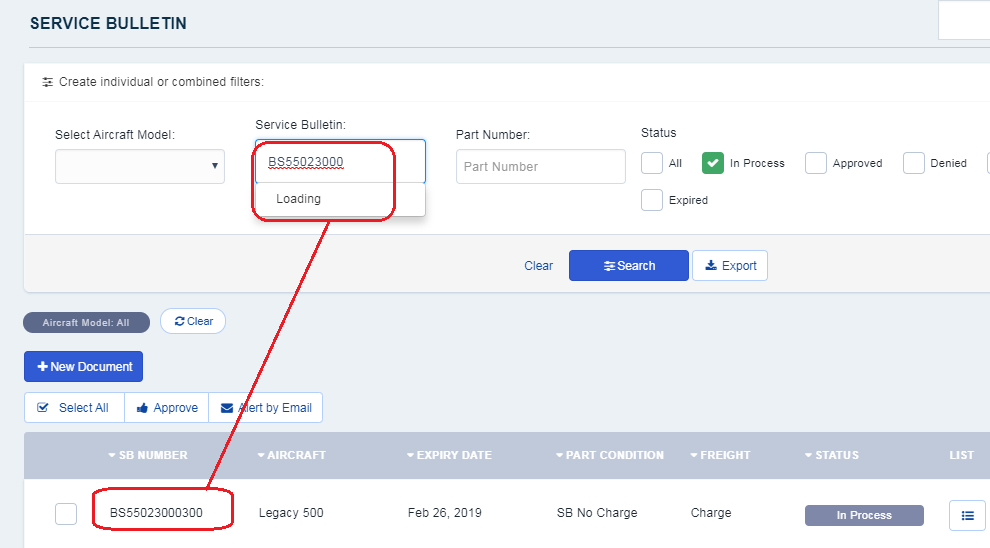 SERVICE BULLETIN
Create individual or combined filters:
Select Aircraft Model:
Service Bulletin:
Part Number:
Status
BS55023000
Part Number
All
In Process
Approved
Denied
Loading
Expired
Clear
Search
Export
Aircraft Model: All
Clear
New Document
Select All
Approve
Alert by Email
SB NUMBER
AIRCRAFT
EXPIRY DATE
PART CONDITION
FREIGHT
STATUS
LIST
BS55023000300
Legacy 500
Feb 26, 2019
SB No Charge
Charge
In Process